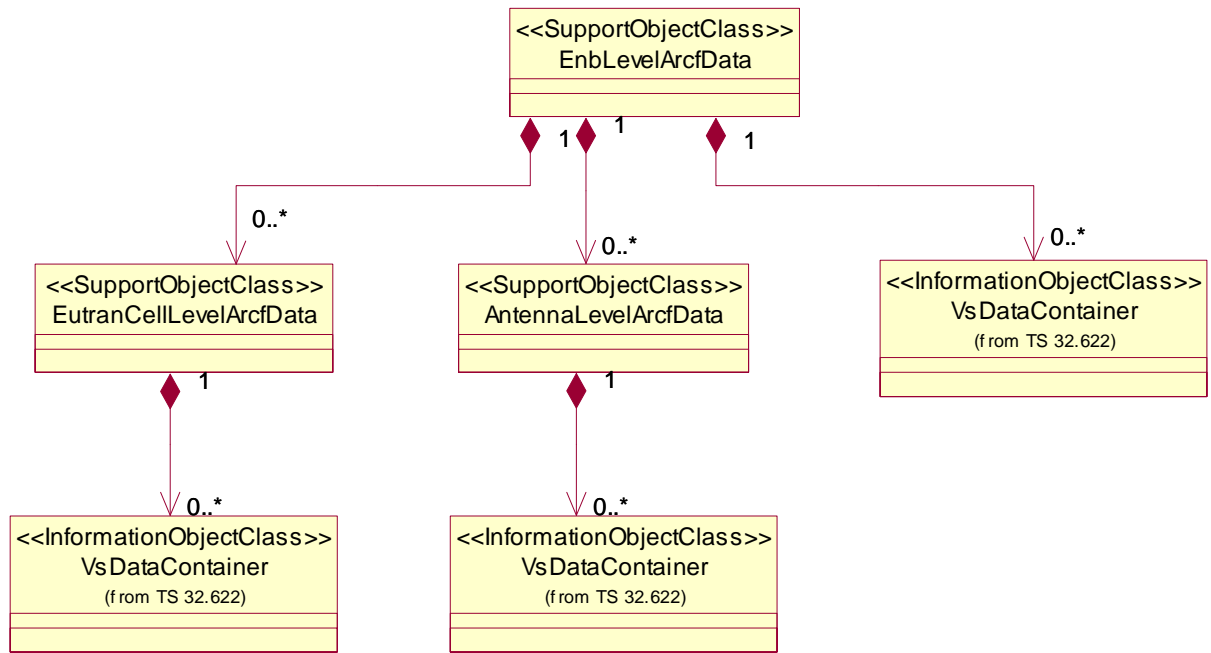 <<SupportObjectClass>>
EnbLevelArcfData
1
1
1
0..*
0..*
0..*
<<SupportObjectClass>>
EutranCellLevelArcfData
<<SupportObjectClass>>
AntennaLevelArcfData
<<InformationObjectClass>>
VsDataContainer
(from TS 32.622)
1
1
0..*
0..*
<<InformationObjectClass>>
VsDataContainer
(from TS 32.622)
<<InformationObjectClass>>
VsDataContainer
(from TS 32.622)